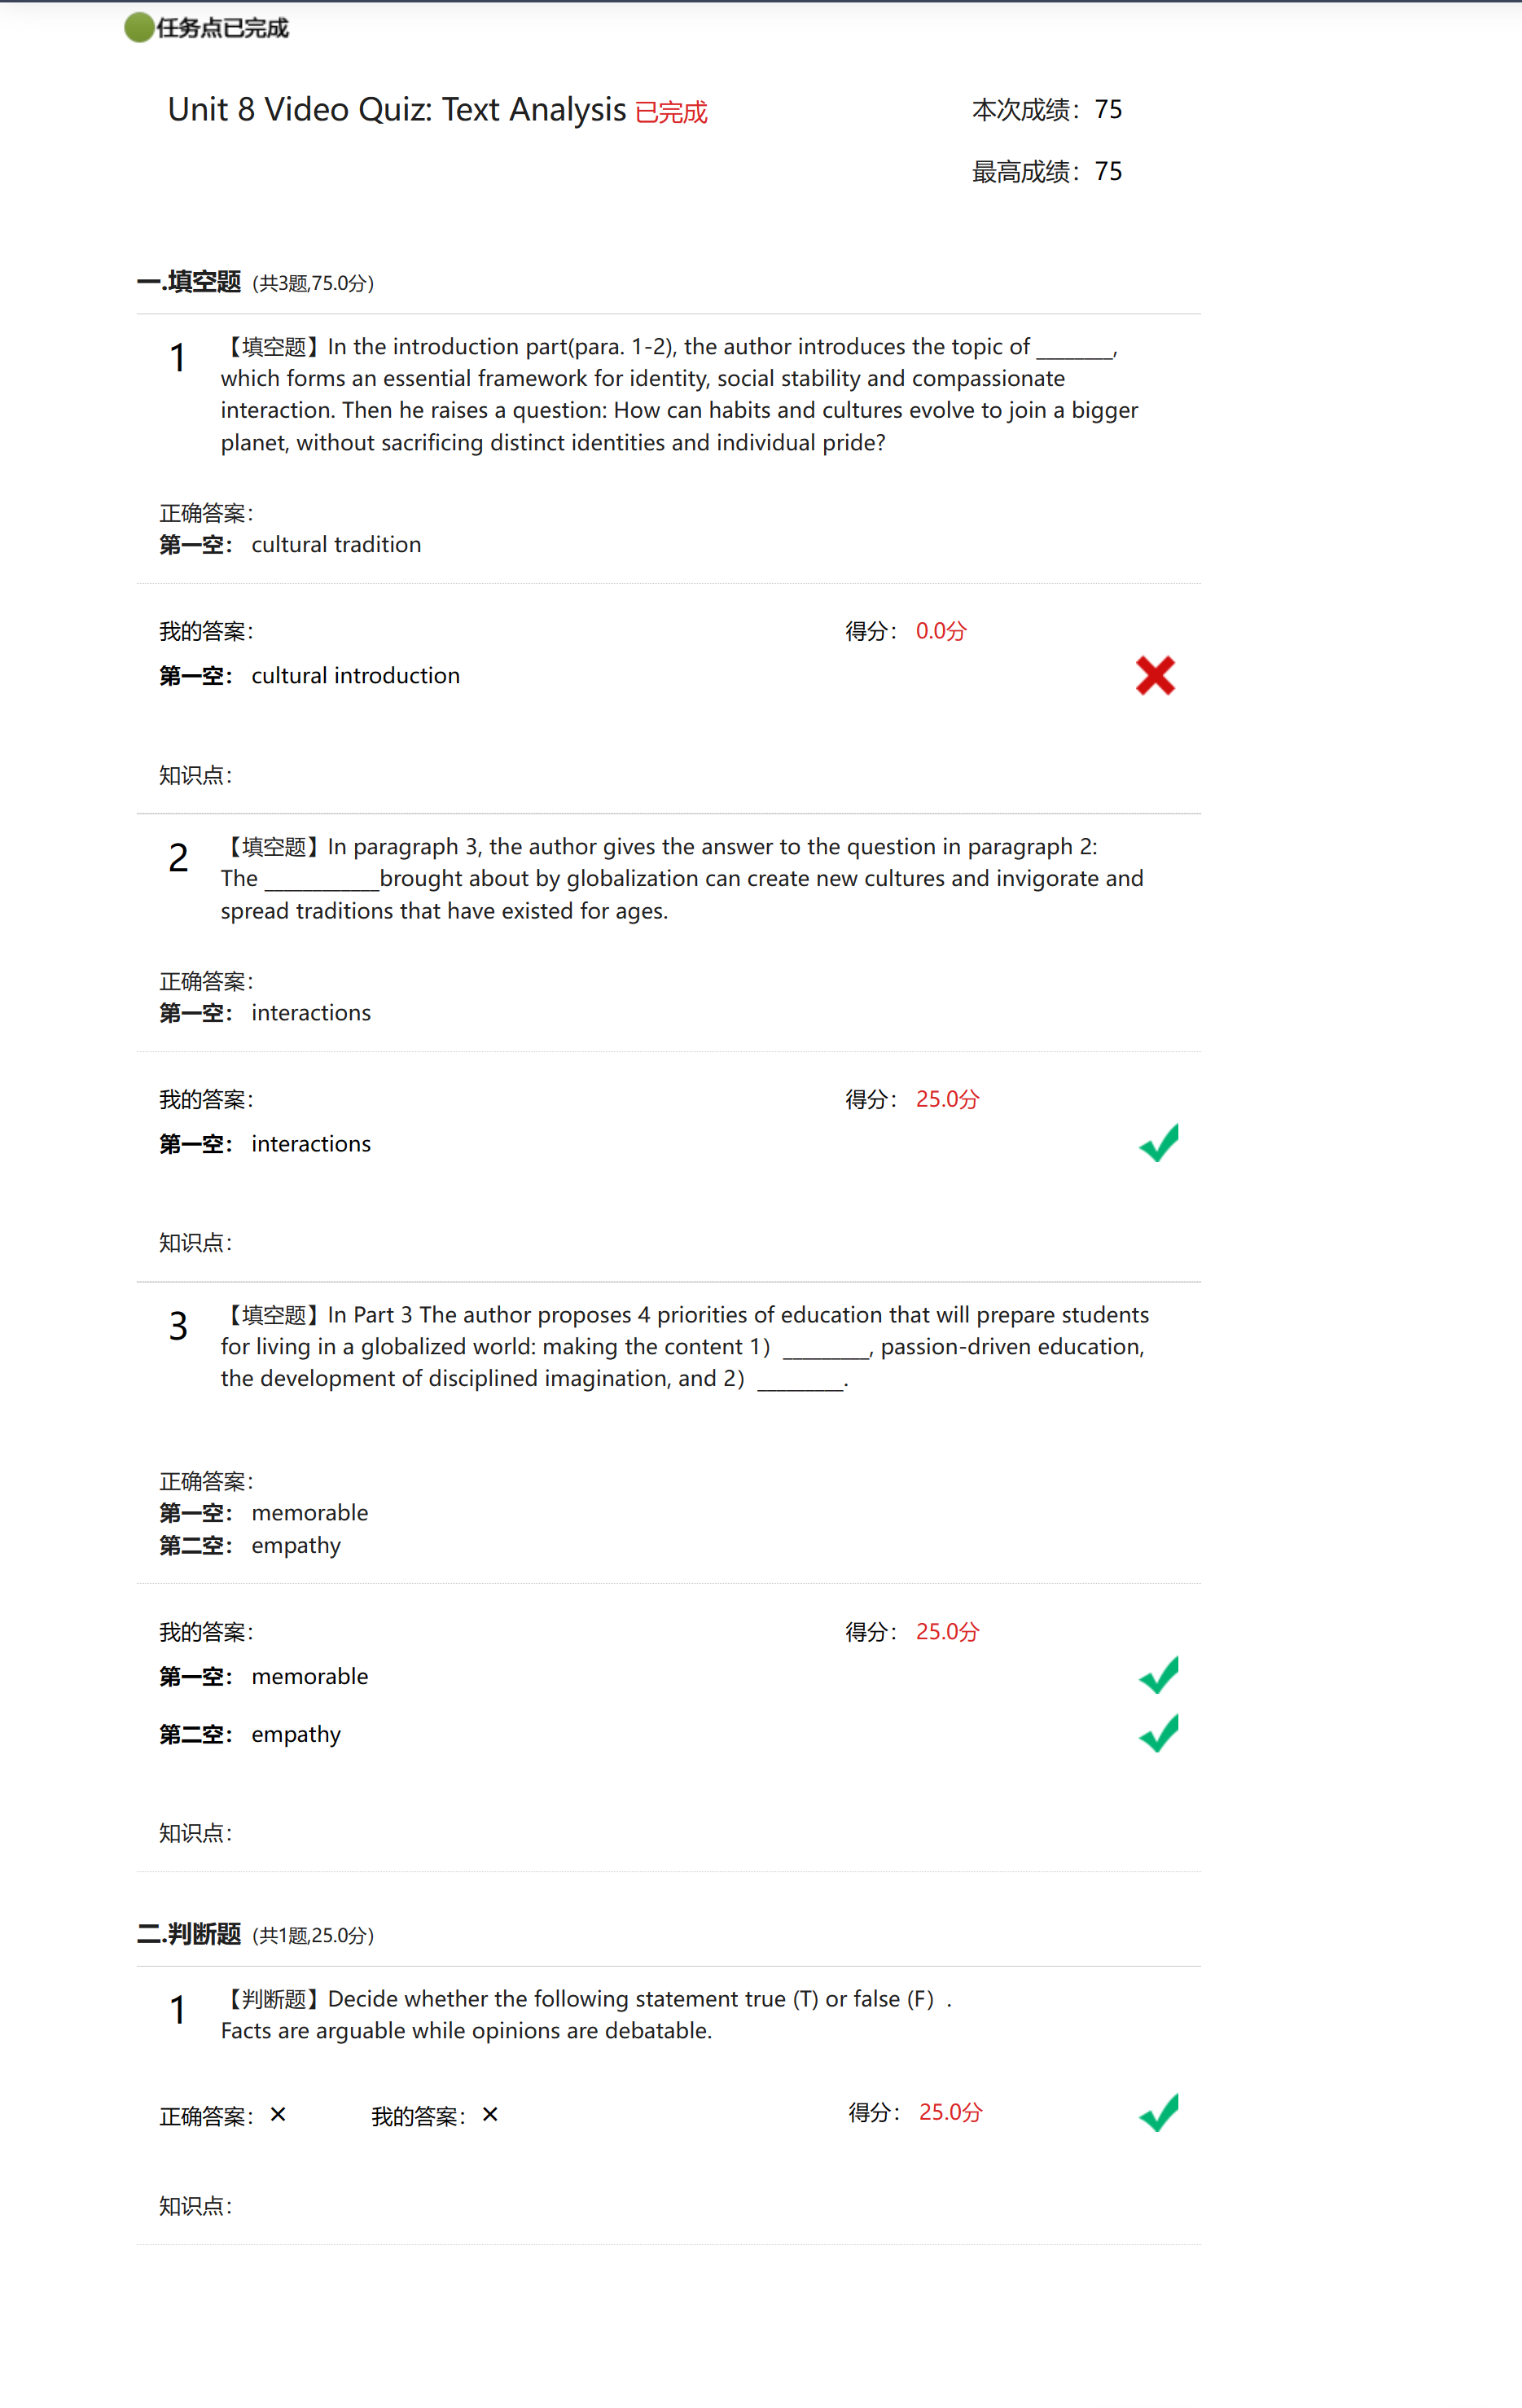 任务点已完成
Unit 8 Video Quiz: Text Analysis 已完成
本次成绩：75
最高成绩：75
一.填空题（共3题,75.0分）
1 【填空题】In the introduction part(para. 1-2), the author introduces the topic of _______,
which forms an essential framework for identity, social stability and compassionate
interaction. Then he raises a question: How can habits and cultures evolve to join a bigger
planet, without sacrificing distinct identities and individual pride?
正确答案：
第一空： cultural tradition
我的答案： 得分： 0.0分
第一空： cultural introduction
知识点：
2 【填空题】In paragraph 3, the author gives the answer to the question in paragraph 2:
The __________brought about by globalization can create new cultures and invigorate and
spread traditions that have existed for ages.
正确答案：
第一空： interactions
我的答案： 得分： 25.0分
第一空： interactions
知识点：
3 【填空题】In Part 3 The author proposes 4 priorities of education that will prepare students
for living in a globalized world: making the content 1）________, passion-driven education,
the development of disciplined imagination, and 2）________.
正确答案：
第一空： memorable
第二空： empathy
我的答案： 得分： 25.0分
第一空： memorable
第二空： empathy
知识点：
二.判断题（共1题,25.0分）
1 【判断题】Decide whether the following statement true (T) or false (F）.
Facts are arguable while opinions are debatable.
正确答案：× 我的答案：× 得分： 25.0分
知识点：